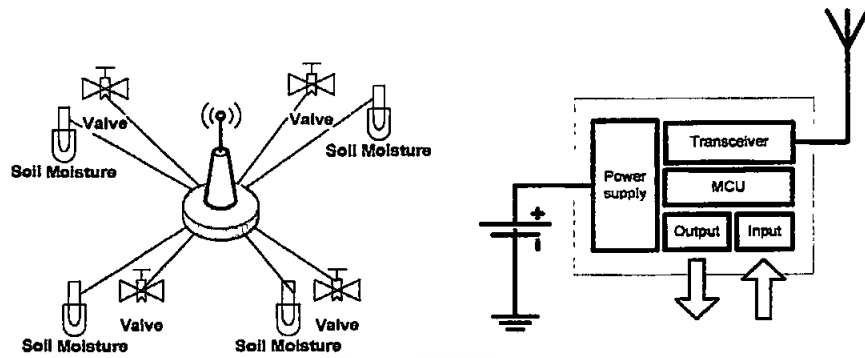 Valve
Valve
Soil Moisture
Soil Moisture
Valve
Valve
Soil Moisture
Soil Moisture
Power
supply
Transceiver
MCU
Output
Input
+